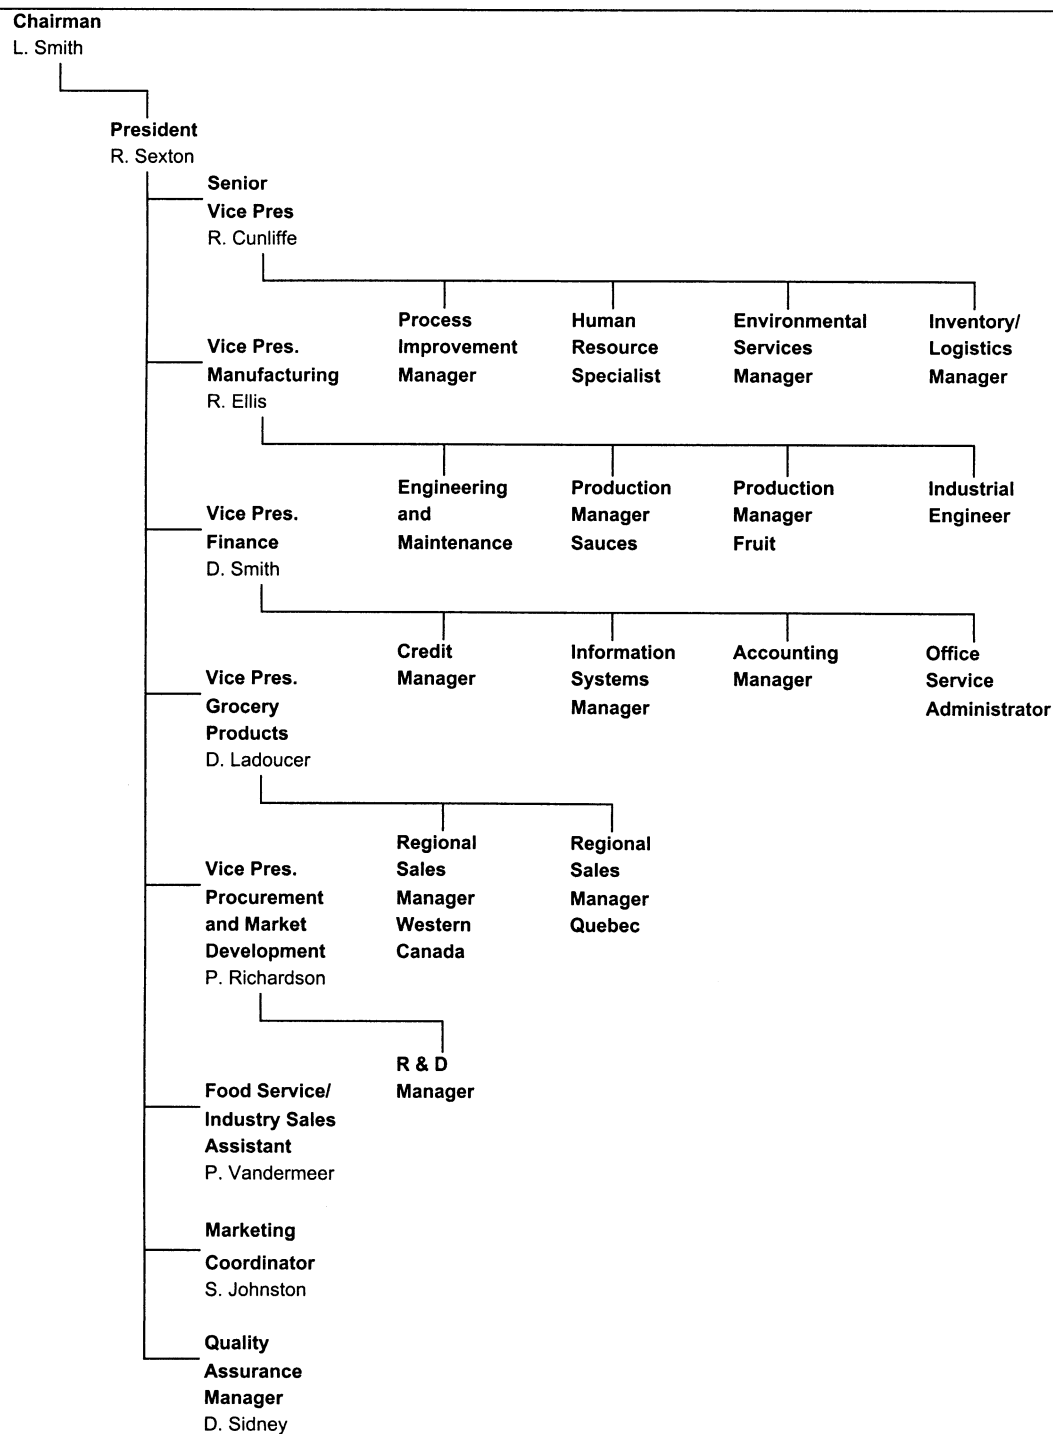 Chairman
L. Smith
President
R. Sexton
Senior
Vice Pres
R. Cunliffe
Process
Improvement
Manager
Human
Resource
Specialist
Environmental
Services
Manager
Inventory/
Logistics
Manager
Vice Pres.
Manufacturing
R. Ellis
Engineering
and
Maintenance
Production
Manager
Sauces
Production
Manager
Fruit
Industrial
Engineer
Vice Pres.
Finance
D. Smith
Credit
Manager
Information
Systems
Manager
Accounting
Manager
Office
Service
Administrator
Vice Pres.
Grocery
Products
D. Ladoucer
Regional
Sales
Manager
Western
Canada
Regional
Sales
Manager
Quebec
Vice Pres.
Procurement
and Market
Development
P. Richardson
R & D
Manager
Food Service/
Industry Sales
Assistant
P. Vandermeer
Marketing
Coordinator
S. Johnston
Quality
Assurance
Manager
D. Sidney